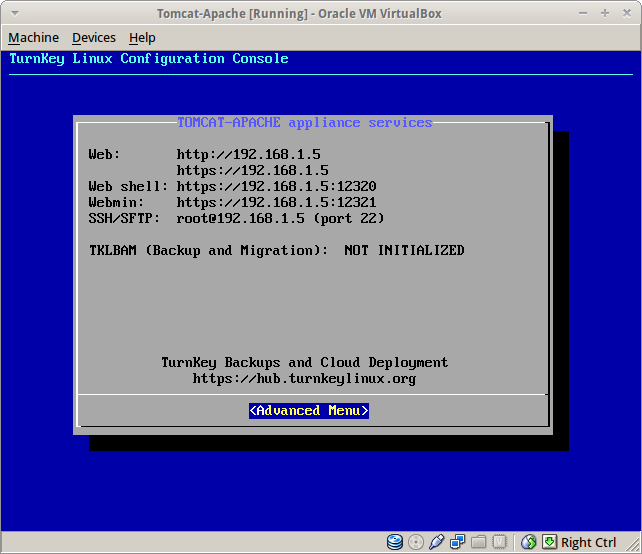 Tomcat-Apache [Running] - Oracle VM VirtualBox
Machine Devices Help
TurnKey Linux Configuration Console
TOMCAT-APACHE appliance services
Web: http://192.168.1.5
https://192.168.1.5
Web shell: https://192.168.1.5:12320
Webmin: https://192.168.1.5:12321
SSH/SFTP: root@192.168.1.5 (port 22)
TKLBAM (Backup and Migration): NOT INITIALIZED
TurnKey Backups and Cloud Deployment
https://hub.turnkeylinux.org
<Advanced Menu>
Right Ctrl